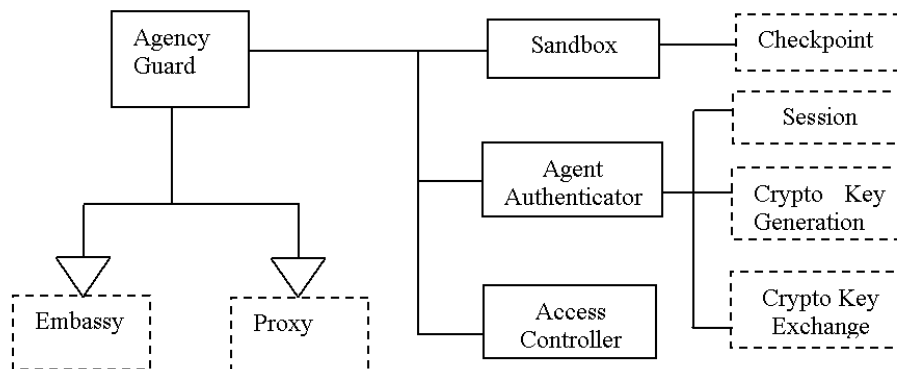 Agency
Guard
Sandbox
Checkpoint
Session
Agent
Authenticator
Crypto Key
Generation
Embassy
Proxy
Access
Controller
Crypto Key
Exchange